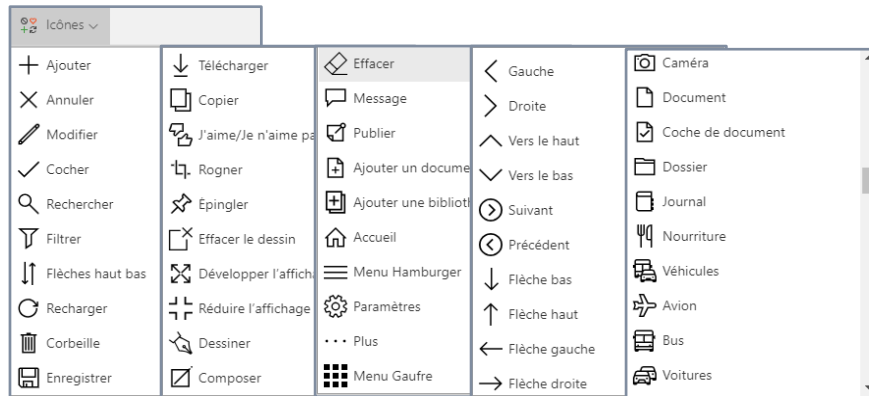 Icônes
Ajouter
Annuler
Modifier
Cocher
Rechercher
Filtrer
Flèches haut bas
Recharger
Corbeille
Enregistrer
Télécharger
Copier
J'aime/Je n'aime pa
Rogner
Épingler
Effacer le dessin
Développer l'afficha
Réduire l'affichage
Dessiner
Composer
Effacer
Message
Publier
Ajouter un docume
Ajouter une bibliot
Accueil
Menu Hamburger
Paramètres
Plus
Menu Gaufre
Gauche
Droite
Vers le haut
Vers le bas
Suivant
Précédent
Flèche bas
Flèche haut
Flèche gauche
Flèche droite
Caméra
Document
Coche de document
Dossier
Journal
Nourriture
Véhicules
Avion
Bus
Voitures